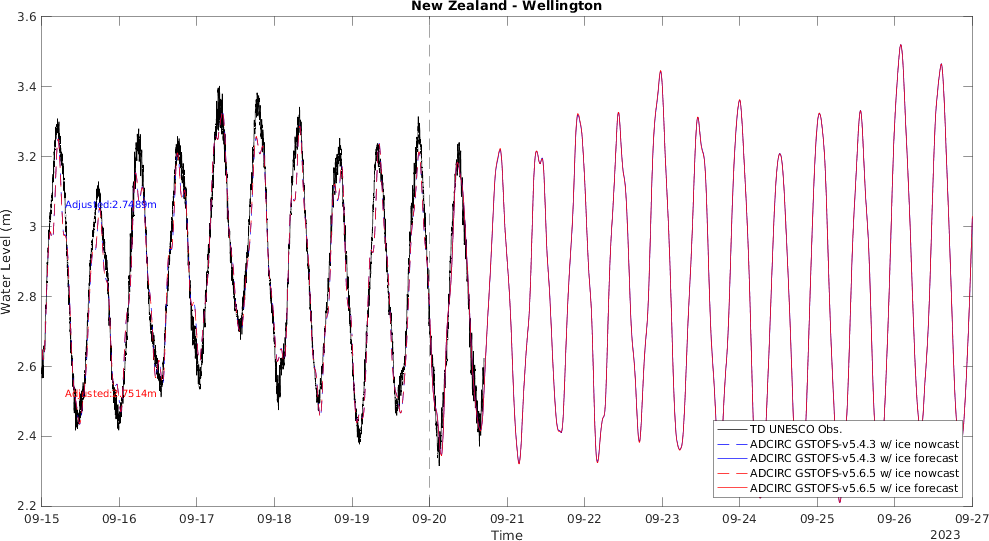 New Zealand - Wellington
3.6
3.4
3.2
3
2.8
2.6
2.4
2.2
Water Level (m)
Adjusted:2.7489m
Adjusted:2.7514m
TD UNESCO Obs.
ADCIRC GSTOFS-v5.4.3 w/ ice nowcast
ADCIRC GSTOFS-v5.4.3 w/ ice forecast
ADCIRC GSTOFS-v5.6.5 w/ ice nowcast
ADCIRC GSTOFS-v5.6.5 w/ ice forecast
09-15 09-16 09-17 09-18 09-19 09-20 09-21 09-22 09-23 09-24 09-25 09-26 09-27
Time
2023